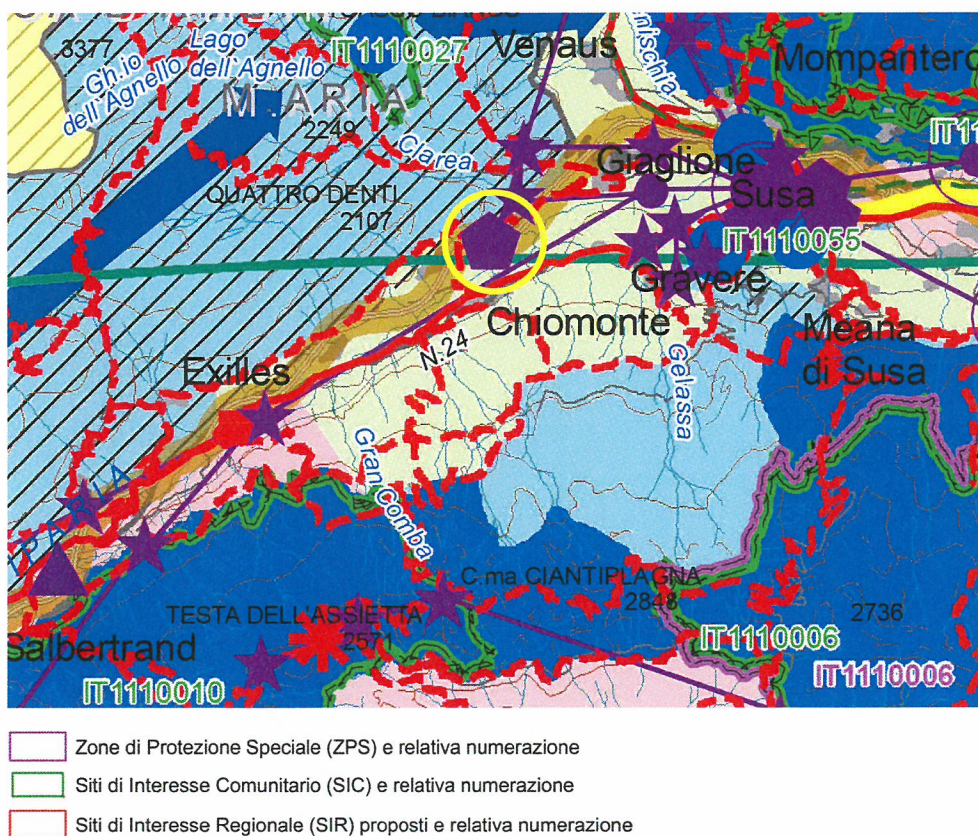 Venaus
Mompantero
3377
Lago
dell'Agnello
Gh.io
dell'Agnello
IT1110027
2249
Clarea
Giaglione
QUATTRO DENTI
2107
Susa
IT1110055
Gravere
Chiomonte
N.24
Meana
di Susa
Exilles
Gelassa
Gran Comba
C.ma CIANTIPLAGNA
2848
TESTA DELL'ASSIETTA
2571
2736
Salbertrand
IT1110010
IT1110006
IT1110006
Zone di Protezione Speciale (ZPS) e relativa numerazione
Siti di Interesse Comunitario (SIC) e relativa numerazione
Siti di Interesse Regionale (SIR) proposti e relativa numerazione